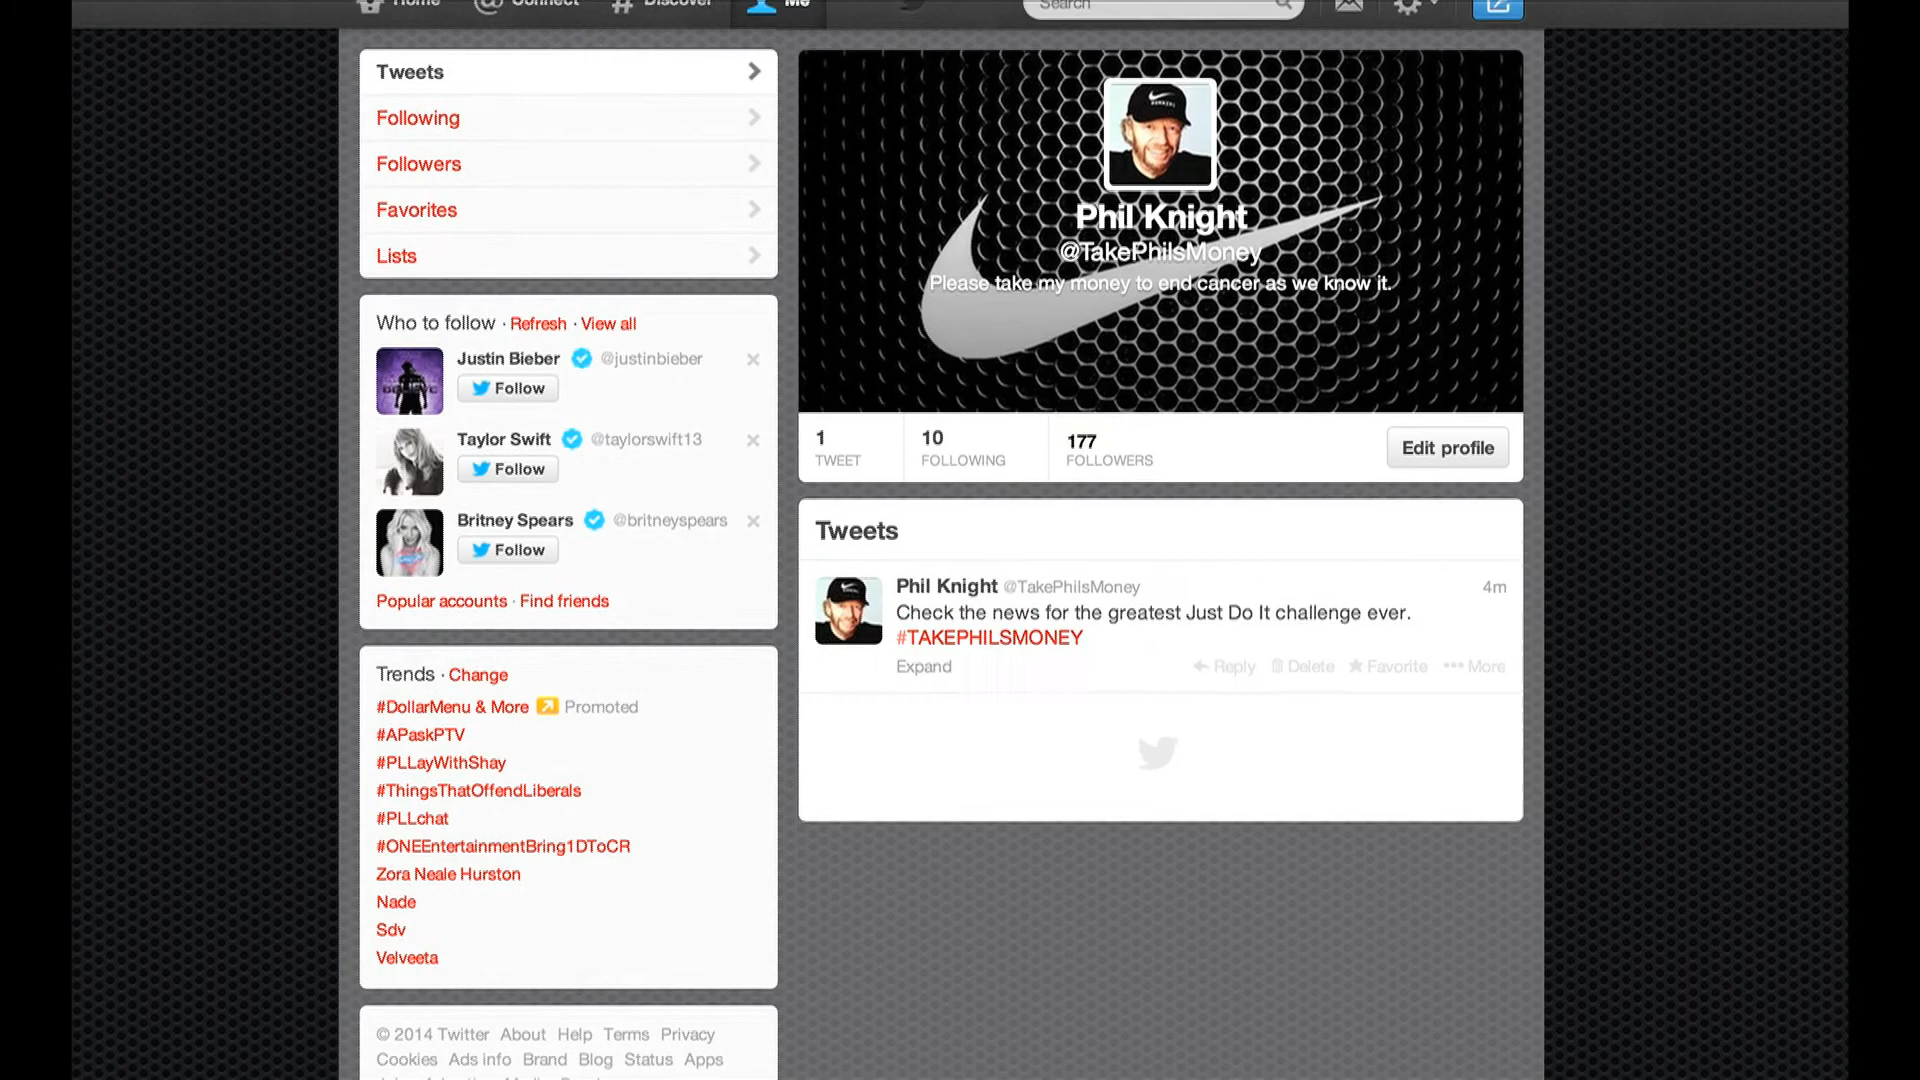 Home Connect Discover Me Search
Tweets
Following
Followers
Favorites
Lists
Who to follow · Refresh · View all
Justin Bieber @justinbieber
Follow
Taylor Swift @taylorswift13
Follow
Britney Spears @britneyspears
Follow
Popular accounts · Find friends
Trends · Change
#DollarMenu & More Promoted
#APaskPTV
#PLLayWithShay
#ThingsThatOffendLiberals
#PLLchat
#ONEEntertainmentBring1DToCR
Zora Neale Hurston
Nade
Sdv
Velveeta
© 2014 Twitter About Help Terms Privacy
Cookies Ads info Brand Blog Status Apps
Phil Knight
@TakePhilsMoney
Please take my money to end cancer as we know it.
1 10 177
TWEET FOLLOWING FOLLOWERS
Edit profile
Tweets
Phil Knight @TakePhilsMoney 4m
Check the news for the greatest Just Do It challenge ever.
#TAKEPHILSMONEY
Expand Reply Delete Favorite More